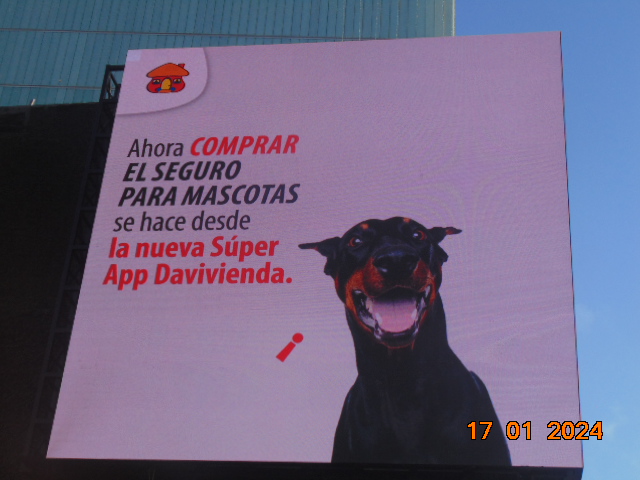 Ahora COMPRAR
EL SEGURO
PARA MASCOTAS
se hace desde
la nueva Súper
App Davivienda.
¡
17 01 2024